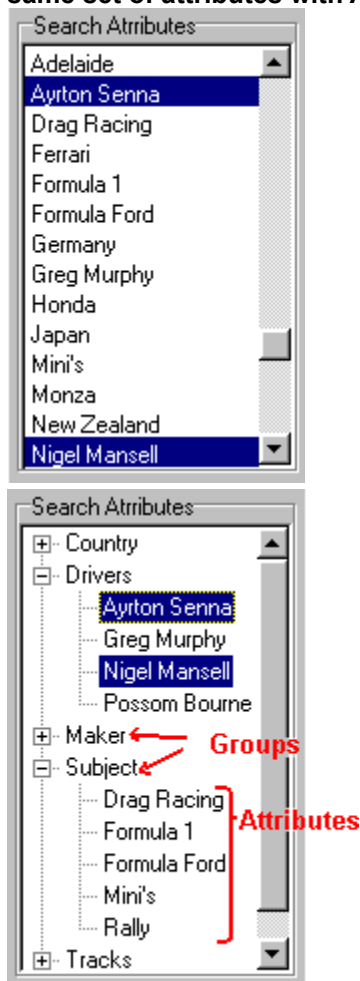 Search Atrributes
Adelaide
Ayrton Senna
Drag Racing
Ferrari
Formula 1
Formula Ford
Germany
Greg Murphy
Honda
Japan
Mini's
Monza
New Zealand
Nigel Mansell
Search Atrributes
Country
Drivers
Ayrton Senna
Greg Murphy
Nigel Mansell
Possom Bourne
Maker
Groups
Subject
Drag Racing
Attributes
Formula 1
Formula Ford
Mini's
Rally
Tracks